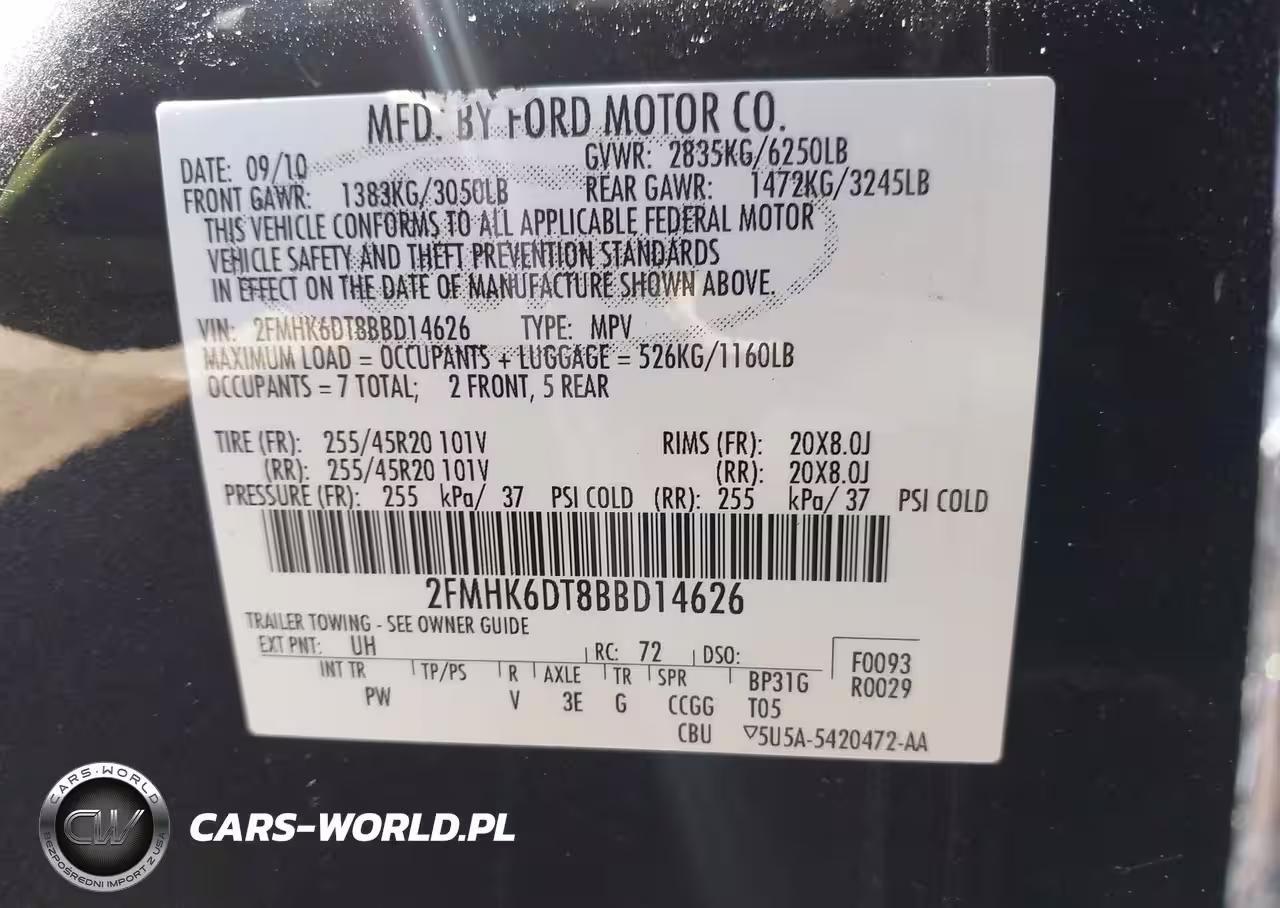 MFD. BY FORD MOTOR CO.
DATE: 09/10 GVWR: 2835KG/6250LB
FRONT GAWR: 1383KG/3050LB REAR GAWR: 1472KG/3245LB
THIS VEHICLE CONFORMS TO ALL APPLICABLE FEDERAL MOTOR
VEHICLE SAFETY AND THEFT PREVENTION STANDARDS
IN EFFECT ON THE DATE OF MANUFACTURE SHOWN ABOVE.
VIN: 2FMHK6DT8BBD14626 TYPE: MPV
MAXIMUM LOAD = OCCUPANTS + LUGGAGE = 526KG/1160LB
OCCUPANTS = 7 TOTAL; 2 FRONT, 5 REAR
TIRE (FR): 255/45R20 101V RIMS (FR): 20X8.0J
(RR): 255/45R20 101V (RR): 20X8.0J
PRESSURE (FR): 255 kPa/ 37 PSI COLD (RR): 255 kPa/ 37 PSI COLD
2FMHK6DT8BBD14626
TRAILER TOWING - SEE OWNER GUIDE
EXT PNT: UH RC: 72 DSO: F0093
INT TR TP/PS R AXLE TR SPR BP31G R0029
PW V 3E G CCGG T05
CBU ▽5U5A-5420472-AA
CARS-WORLD
CW
BEZPOŚREDNI IMPORT Z USA
CARS-WORLD.PL